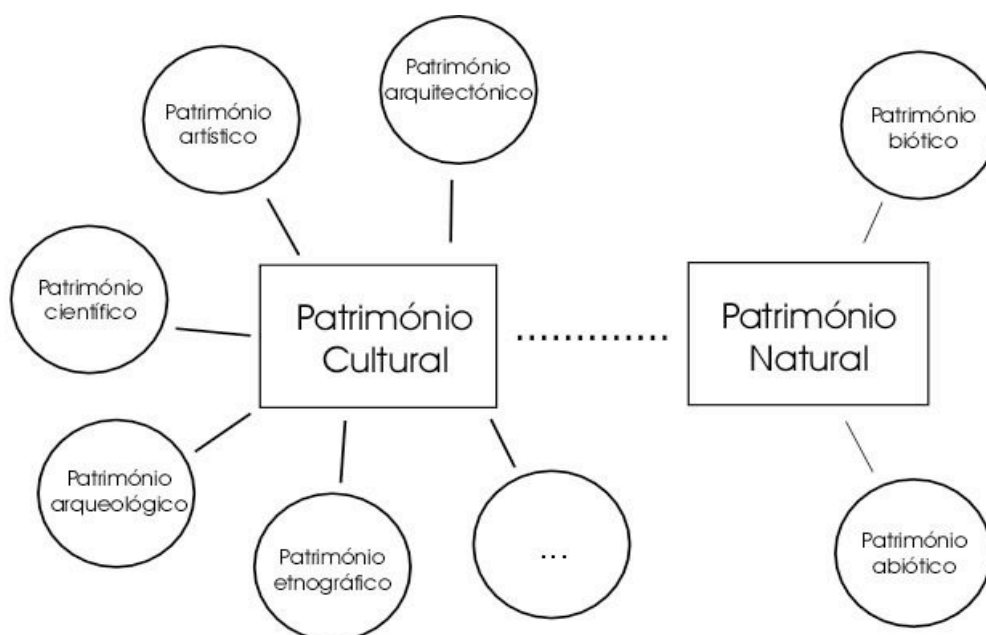 Património
arquitectónico
Património
artístico
Património
biótico
Património
científico
Património
Cultural
Património
Natural
Património
arqueológico
Património
etnográfico
...
Património
abiótico